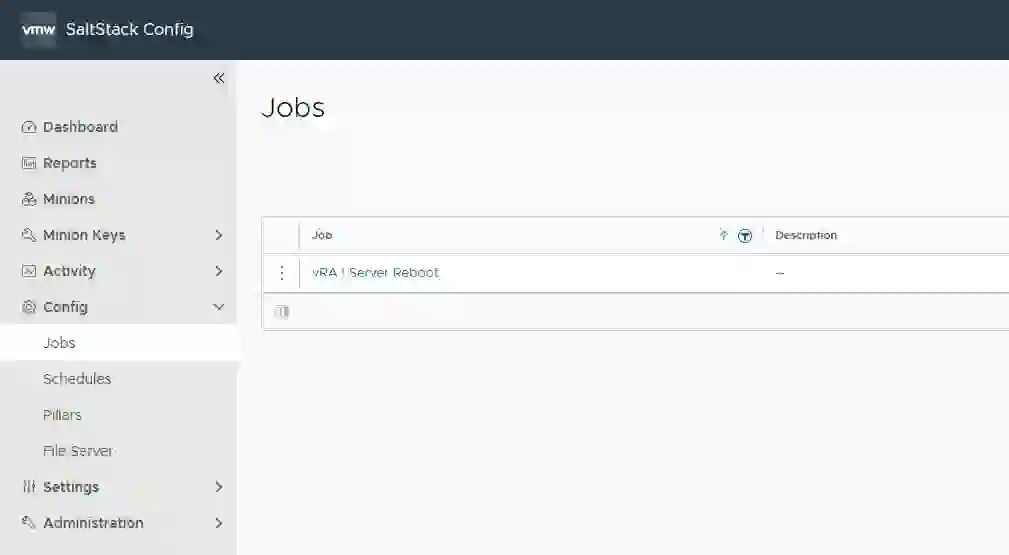 vmw SaltStack Config
Jobs
Dashboard
Reports
Minions
Minion Keys
Activity
Config
Jobs
Schedules
Pillars
File Server
Settings
Administration
Job Description
vRA ! Server Reboot --